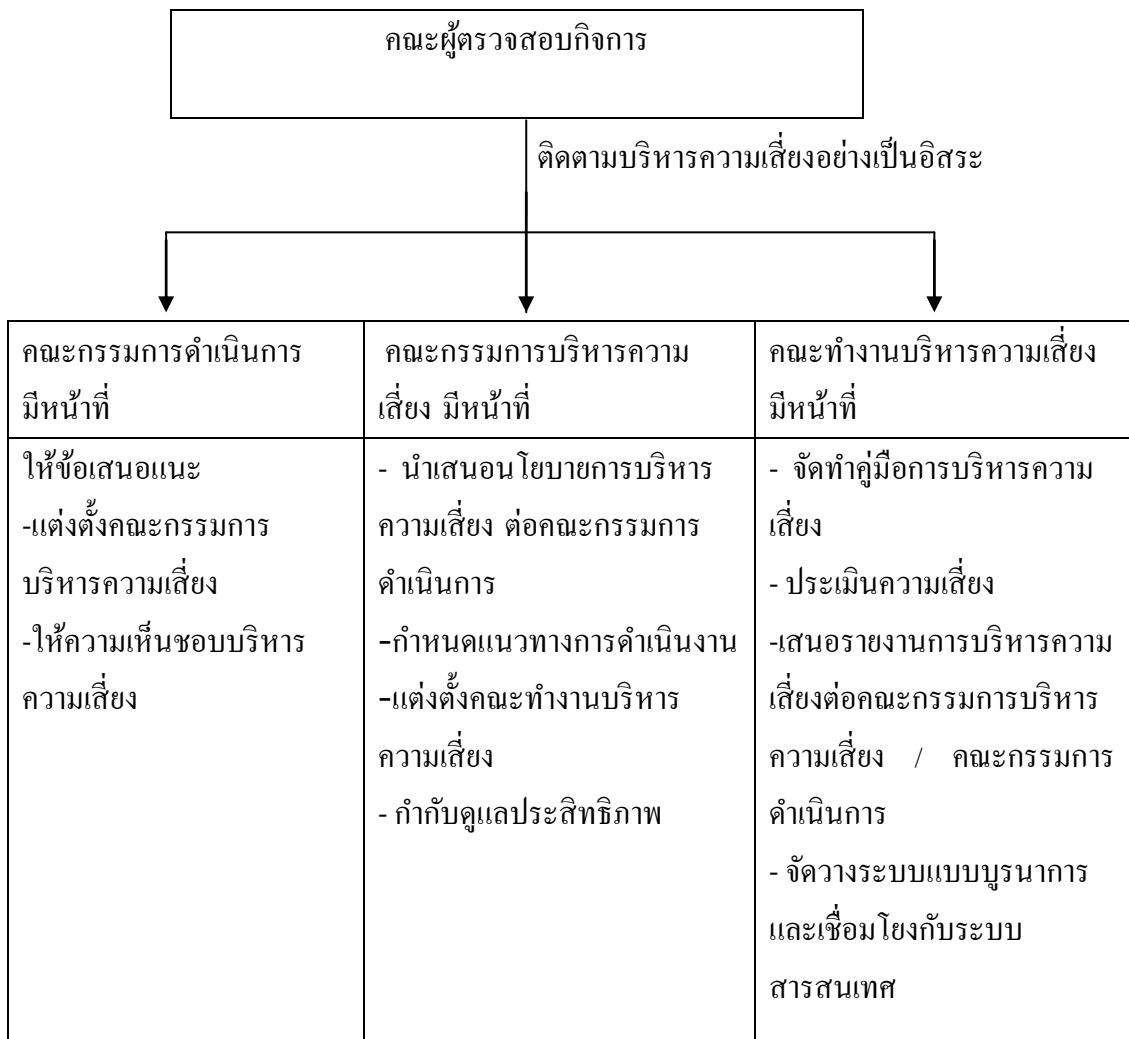 คณะผู้ตรวจสอบกิจการ
ติดตามบริหารความเสี่ยงอย่างเป็นอิสระ
คณะกรรมการดำเนินการ
มีหน้าที่
คณะกรรมการบริหารความ
เสี่ยง มีหน้าที่
คณะทำงานบริหารความเสี่ยง
มีหน้าที่
ให้ข้อเสนอแนะ
-แต่งตั้งคณะกรรมการ
บริหารความเสี่ยง
-ให้ความเห็นชอบบริหาร
ความเสี่ยง
- นำเสนอนโยบายการบริหาร
ความเสี่ยง ต่อคณะกรรมการ
ดำเนินการ
-กำหนดแนวทางการดำเนินงาน
-แต่งตั้งคณะทำงานบริหาร
ความเสี่ยง
- กำกับดูแลประสิทธิภาพ
- จัดทำคู่มือการบริหารความ
เสี่ยง
- ประเมินความเสี่ยง
-เสนอรายงานการบริหารความ
เสี่ยงต่อคณะกรรมการบริหาร
ความเสี่ยง / คณะกรรมการ
ดำเนินการ
- จัดวางระบบแบบบูรนาการ
และเชื่อมโยงกับระบบ
สารสนเทศ